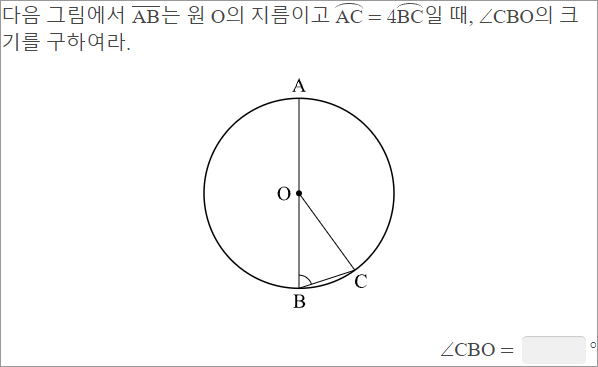 다음 그림에서 AB는 원 O의 지름이고 AC = 4BC일 때, ∠CBO의 크
기를 구하여라.
A
O
C
B
∠CBO = °